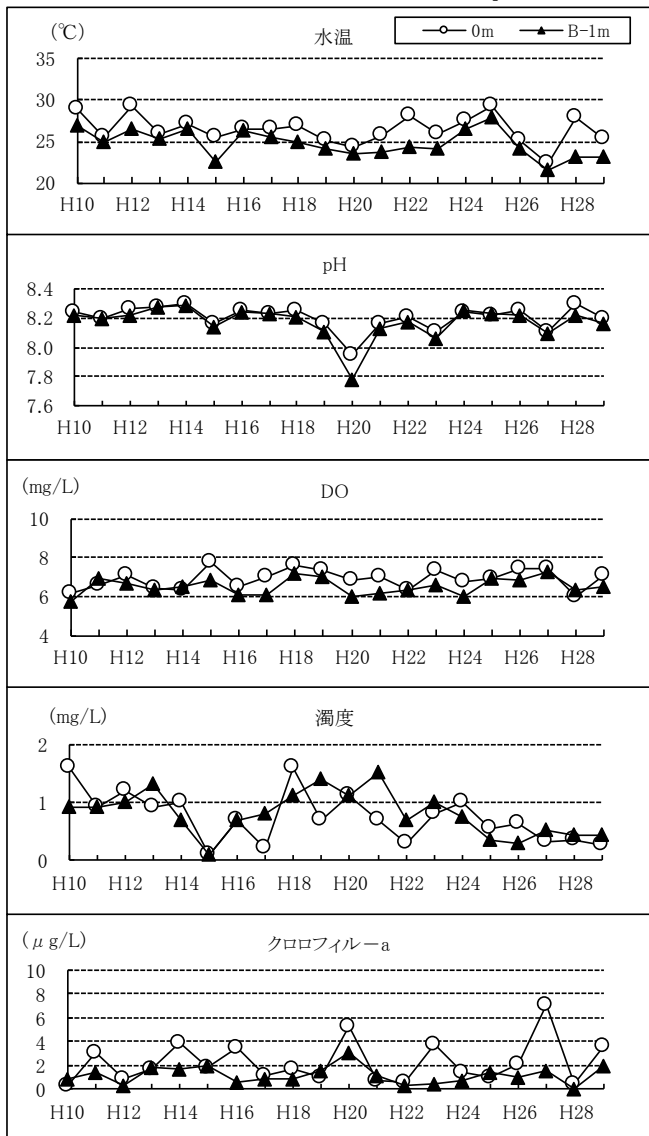 (℃) 水温 0m B-1m
35
30
25
20
H10 H12 H14 H16 H18 H20 H22 H24 H26 H28
pH
8.4
8.2
8.0
7.8
7.6
H10 H12 H14 H16 H18 H20 H22 H24 H26 H28
(mg/L) DO
10
8
6
4
H10 H12 H14 H16 H18 H20 H22 H24 H26 H28
(mg/L) 濁度
2
1
0
H10 H12 H14 H16 H18 H20 H22 H24 H26 H28
(μg/L) クロロフィル－a
10
8
6
4
2
0
H10 H12 H14 H16 H18 H20 H22 H24 H26 H28